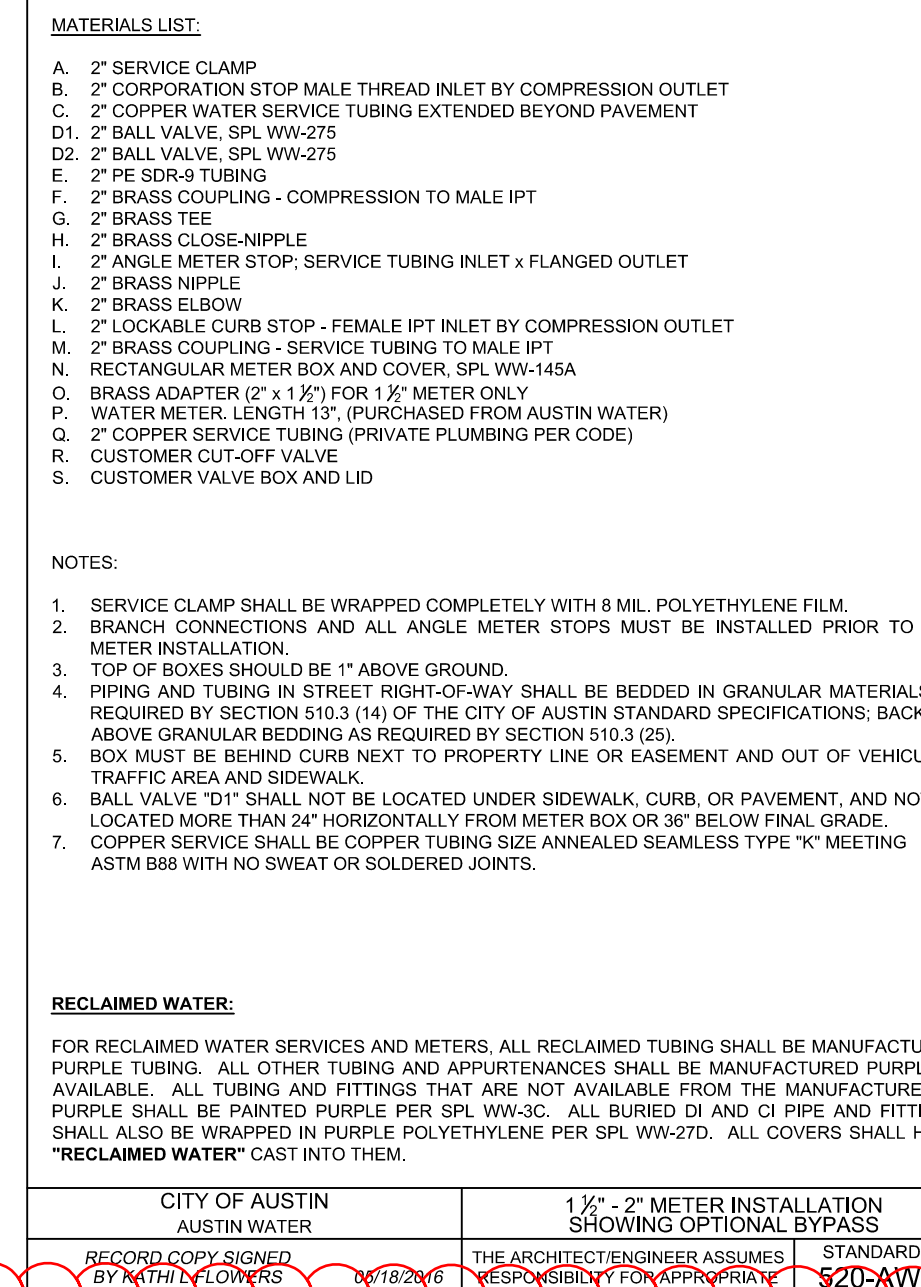 MATERIALS LIST:
A. 2" SERVICE CLAMP
B. 2" CORPORATION STOP MALE THREAD INLET BY COMPRESSION OUTLET
C. 2" COPPER WATER SERVICE TUBING EXTENDED BEYOND PAVEMENT
D1. 2" BALL VALVE, SPL WW-275
D2. 2" BALL VALVE, SPL WW-275
E. 2" PE SDR-9 TUBING
F. 2" BRASS COUPLING - COMPRESSION TO MALE IPT
G. 2" BRASS TEE
H. 2" BRASS CLOSE-NIPPLE
I. 2" ANGLE METER STOP; SERVICE TUBING INLET x FLANGED OUTLET
J. 2" BRASS NIPPLE
K. 2" BRASS ELBOW
L. 2" LOCKABLE CURB STOP - FEMALE IPT INLET BY COMPRESSION OUTLET
M. 2" BRASS COUPLING - SERVICE TUBING TO MALE IPT
N. RECTANGULAR METER BOX AND COVER, SPL WW-145A
O. BRASS ADAPTER (2" x 1 ½") FOR 1 ½" METER ONLY
P. WATER METER. LENGTH 13", (PURCHASED FROM AUSTIN WATER)
Q. 2" COPPER SERVICE TUBING (PRIVATE PLUMBING PER CODE)
R. CUSTOMER CUT-OFF VALVE
S. CUSTOMER VALVE BOX AND LID
NOTES:
1. SERVICE CLAMP SHALL BE WRAPPED COMPLETELY WITH 8 MIL. POLYETHYLENE FILM.
2. BRANCH CONNECTIONS AND ALL ANGLE METER STOPS MUST BE INSTALLED PRIOR TO
METER INSTALLATION.
3. TOP OF BOXES SHOULD BE 1" ABOVE GROUND.
4. PIPING AND TUBING IN STREET RIGHT-OF-WAY SHALL BE BEDDED IN GRANULAR MATERIALS
REQUIRED BY SECTION 510.3 (14) OF THE CITY OF AUSTIN STANDARD SPECIFICATIONS; BACK
ABOVE GRANULAR BEDDING AS REQUIRED BY SECTION 510.3 (25).
5. BOX MUST BE BEHIND CURB NEXT TO PROPERTY LINE OR EASEMENT AND OUT OF VEHICU
TRAFFIC AREA AND SIDEWALK.
6. BALL VALVE "D1" SHALL NOT BE LOCATED UNDER SIDEWALK, CURB, OR PAVEMENT, AND NO
LOCATED MORE THAN 24" HORIZONTALLY FROM METER BOX OR 36" BELOW FINAL GRADE.
7. COPPER SERVICE SHALL BE COPPER TUBING SIZE ANNEALED SEAMLESS TYPE "K" MEETING
ASTM B88 WITH NO SWEAT OR SOLDERED JOINTS.
RECLAIMED WATER:
FOR RECLAIMED WATER SERVICES AND METERS, ALL RECLAIMED TUBING SHALL BE MANUFACTU
PURPLE TUBING. ALL OTHER TUBING AND APPURTENANCES SHALL BE MANUFACTURED PURPL
AVAILABLE. ALL TUBING AND FITTINGS THAT ARE NOT AVAILABLE FROM THE MANUFACTURE
PURPLE SHALL BE PAINTED PURPLE PER SPL WW-3C. ALL BURIED DI AND CI PIPE AND FITTI
SHALL ALSO BE WRAPPED IN PURPLE POLYETHYLENE PER SPL WW-27D. ALL COVERS SHALL H
"RECLAIMED WATER" CAST INTO THEM.
CITY OF AUSTIN
AUSTIN WATER
1 ½" - 2" METER INSTALLATION
SHOWING OPTIONAL BYPASS
RECORD COPY SIGNED
BY KATHI L FLOWERS 05/18/2016
THE ARCHITECT/ENGINEER ASSUMES
RESPONSIBILITY FOR APPROPRIATE
STANDARD
520-AW